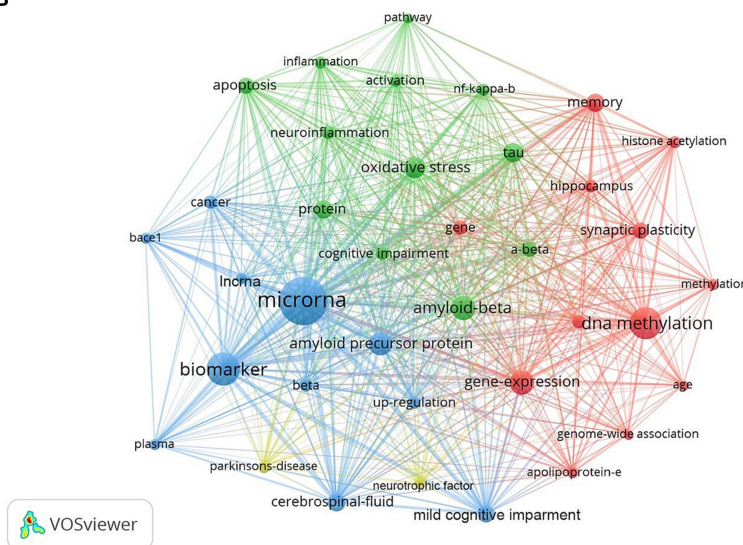 pathway
inflammation
activation
apoptosis
nf-kappa-b
memory
neuroinflammation
histone acetylation
tau
oxidative stress
hippocampus
cancer
protein
gene
synaptic plasticity
bace1
cognitive impairment
a-beta
lncrna
methylation
microrna
amyloid-beta
dna methylation
amyloid precursor protein
biomarker
beta
gene-expression
age
up-regulation
genome-wide association
plasma
parkinsons-disease
apolipoprotein-e
neurotrophic factor
cerebrospinal-fluid
mild cognitive imparment
VOSviewer